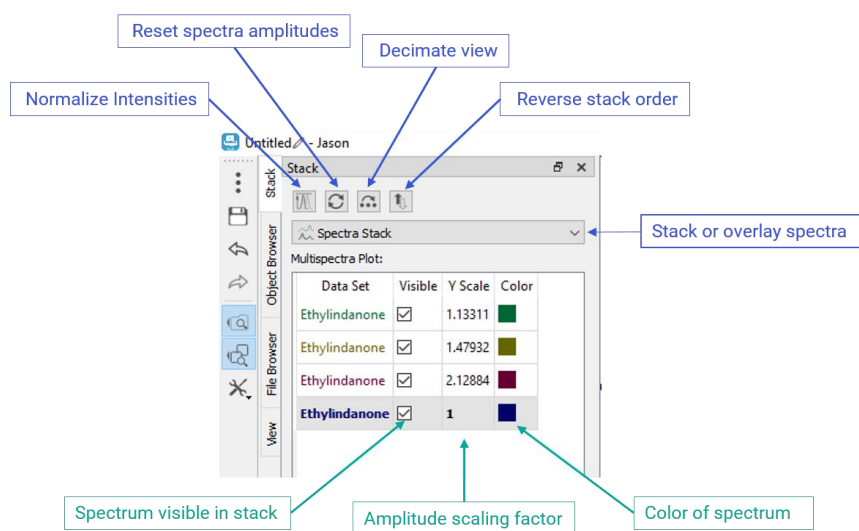 Reset spectra amplitudes
Decimate view
Normalize Intensities
Reverse stack order
Untitled - Jason
Stack
Stack
Spectra Stack
Stack or overlay spectra
Object Browser
Multispectra Plot:
Data Set Visible Y Scale Color
Ethylindanone 1.13311
Ethylindanone 1.47932
File Browser
Ethylindanone 2.12884
Ethylindanone 1
View
Spectrum visible in stack
Amplitude scaling factor
Color of spectrum